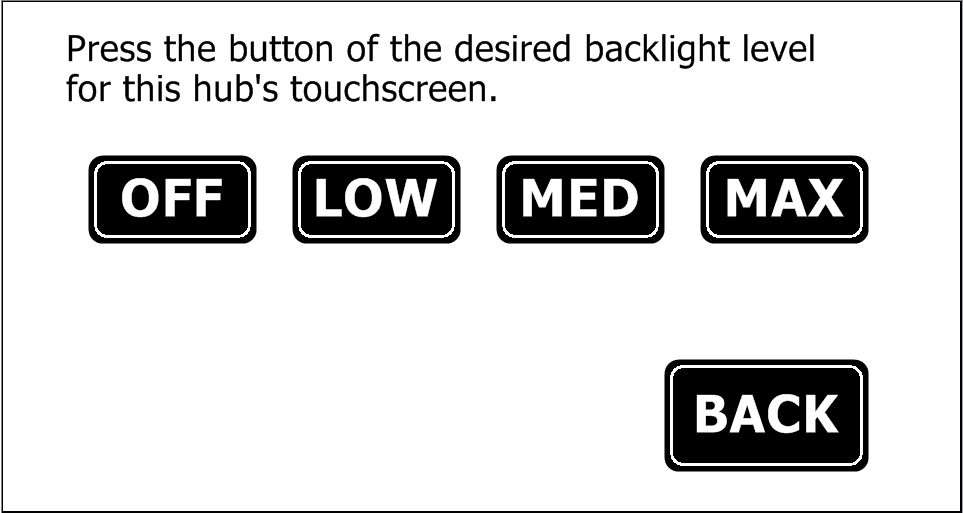 Press the button of the desired backlight level
for this hub's touchscreen.
OFF LOW MED MAX
BACK